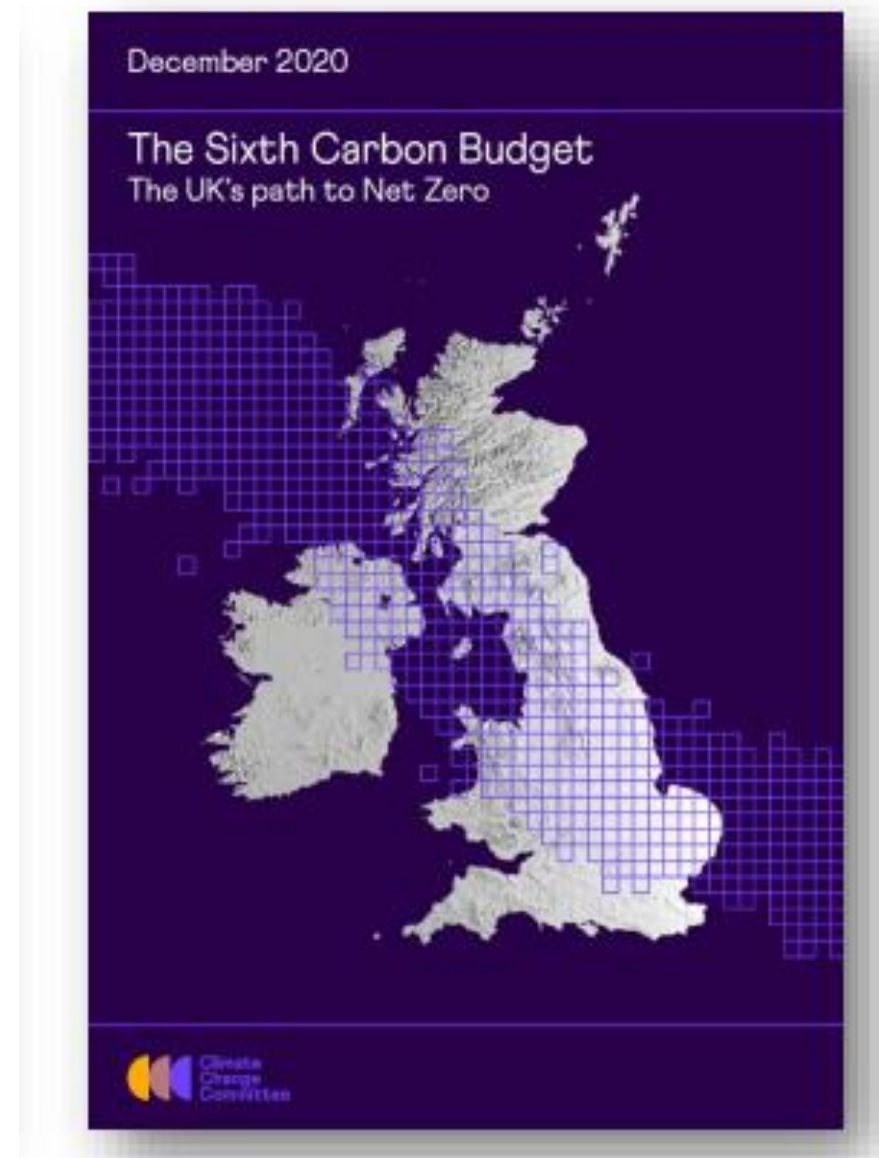 December 2020
The Sixth Carbon Budget
The UK's path to Net Zero
Climate
Change
Committee